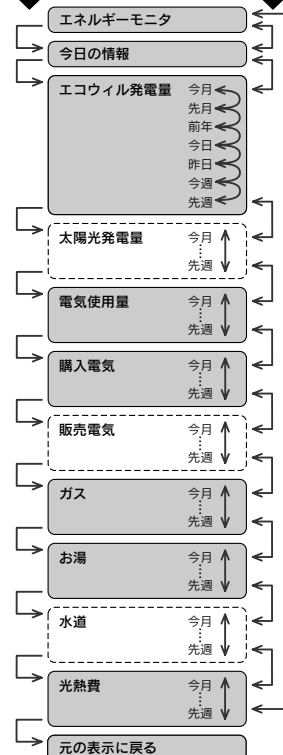 エネルギーモニタ
今日の情報
エコウィル発電量 今月
先月
前年
今日
昨日
今週
先週
太陽光発電量 今月
先週
電気使用量 今月
先週
購入電気 今月
先週
販売電気 今月
先週
ガス 今月
先週
お湯 今月
先週
水道 今月
先週
光熱費 今月
先週
元の表示に戻る